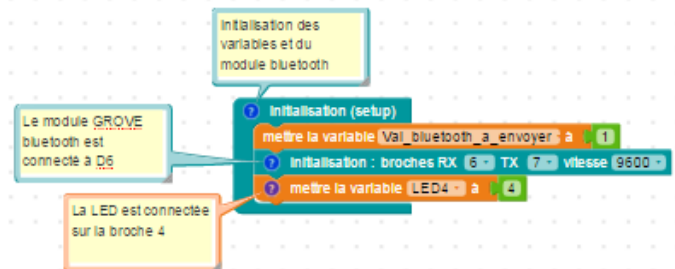 Initialisation des
variables et du
module bluetooth
Initialisation (setup)
mettre la variable Val_bluetooth_a_envoyer à 1
Le module GROVE
bluetooth est
connecté à D6
Initialisation : broches RX 6 TX 7 vitesse 9600
mettre la variable LED4 à 4
La LED est connectée
sur la broche 4